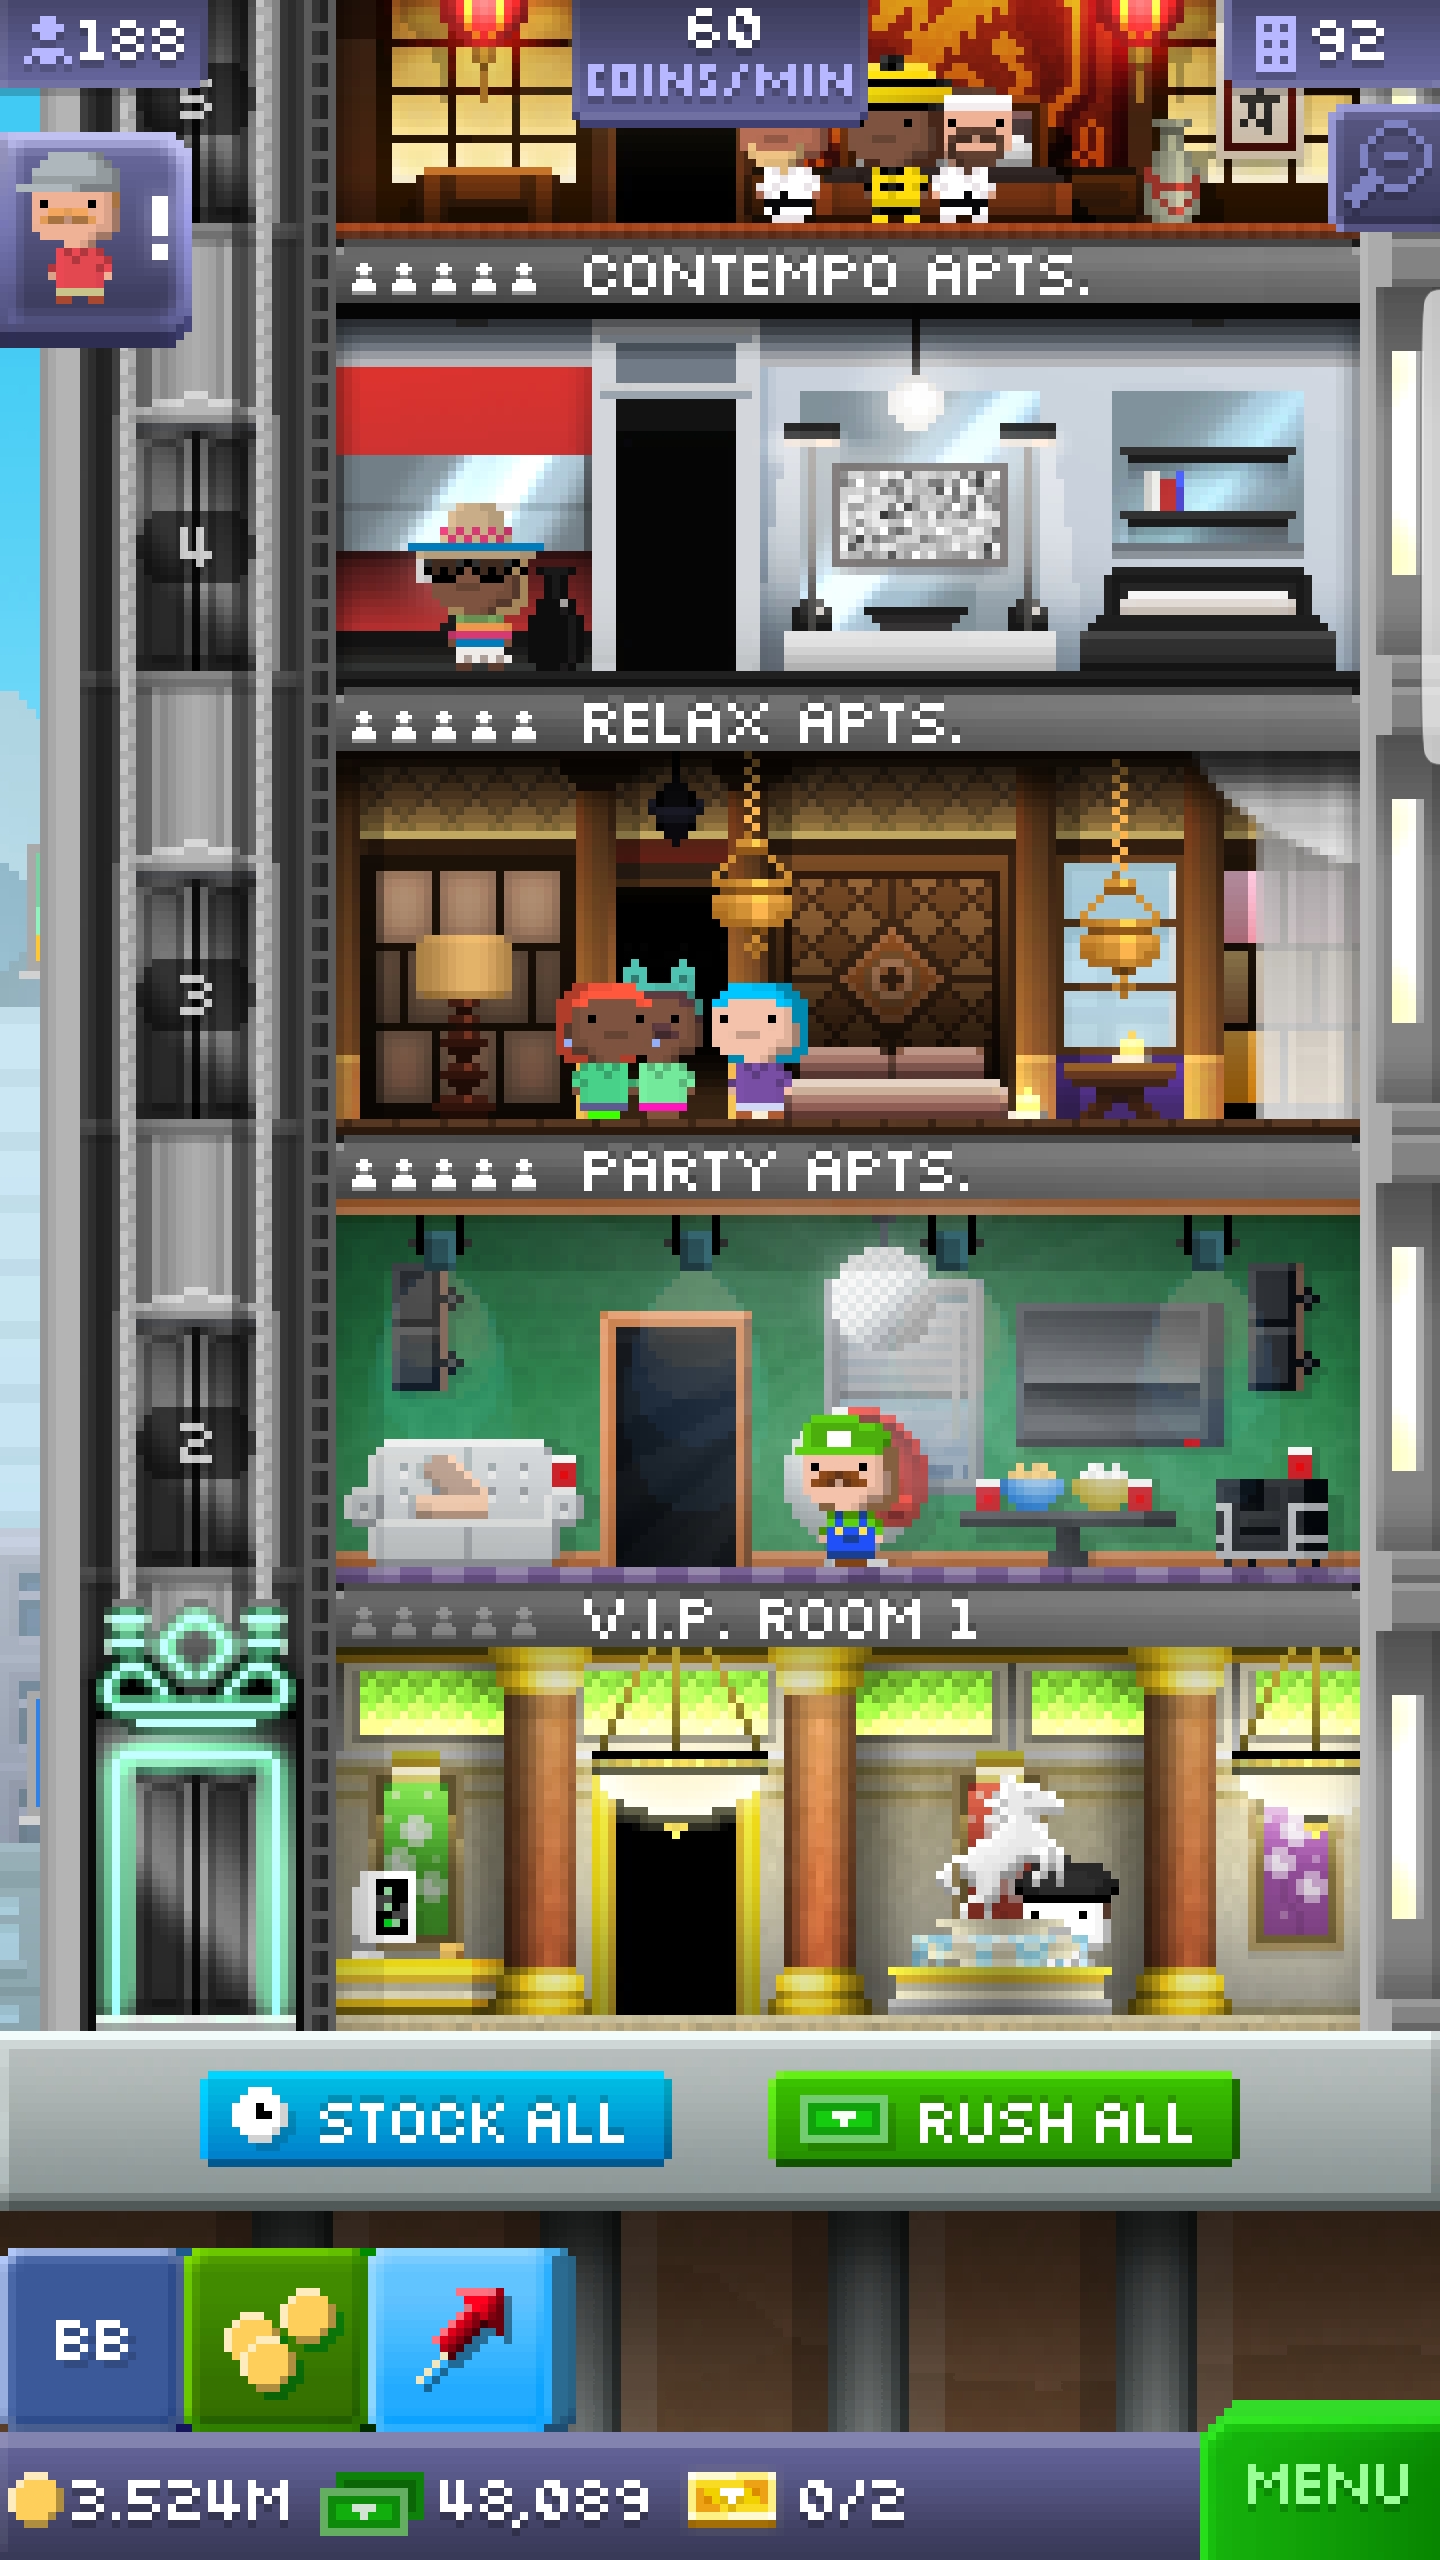 188
60
COINS/MIN
92
5
!
CONTEMPO APTS.
4
RELAX APTS.
3
PARTY APTS.
2
V.I.P. ROOM 1
STOCK ALL
RUSH ALL
BB
3.524M
48,089
0/2
MENU